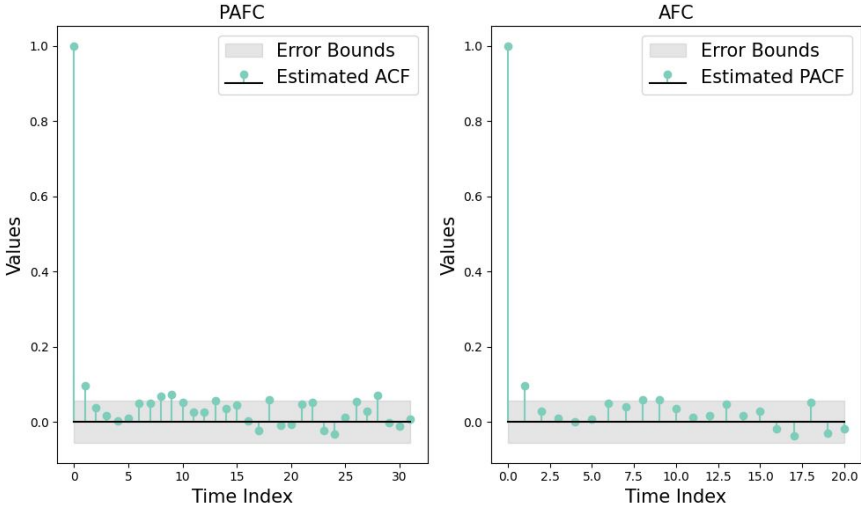 PAFC
1.0
0.8
0.6
0.4
0.2
0.0
Values
Error Bounds
Estimated ACF
0
5
10
15
20
25
30
Time Index
AFC
1.0
0.8
0.6
0.4
0.2
0.0
Values
Error Bounds
Estimated PACF
0.0
2.5
5.0
7.5
10.0
12.5
15.0
17.5
20.0
Time Index